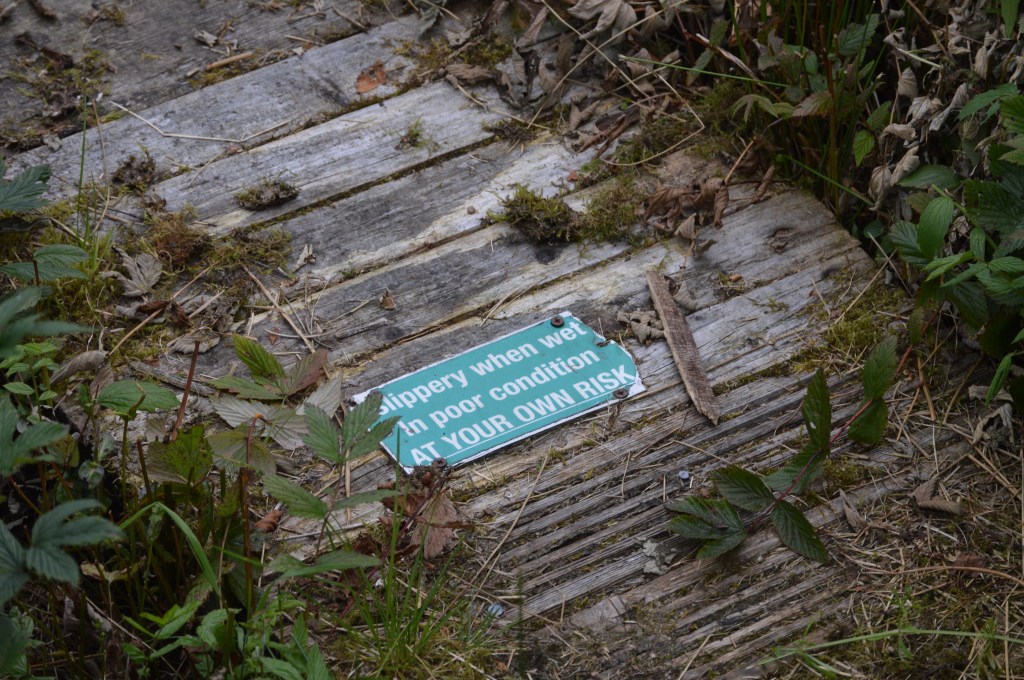 Slippery when wet
In poor condition
AT YOUR OWN RISK